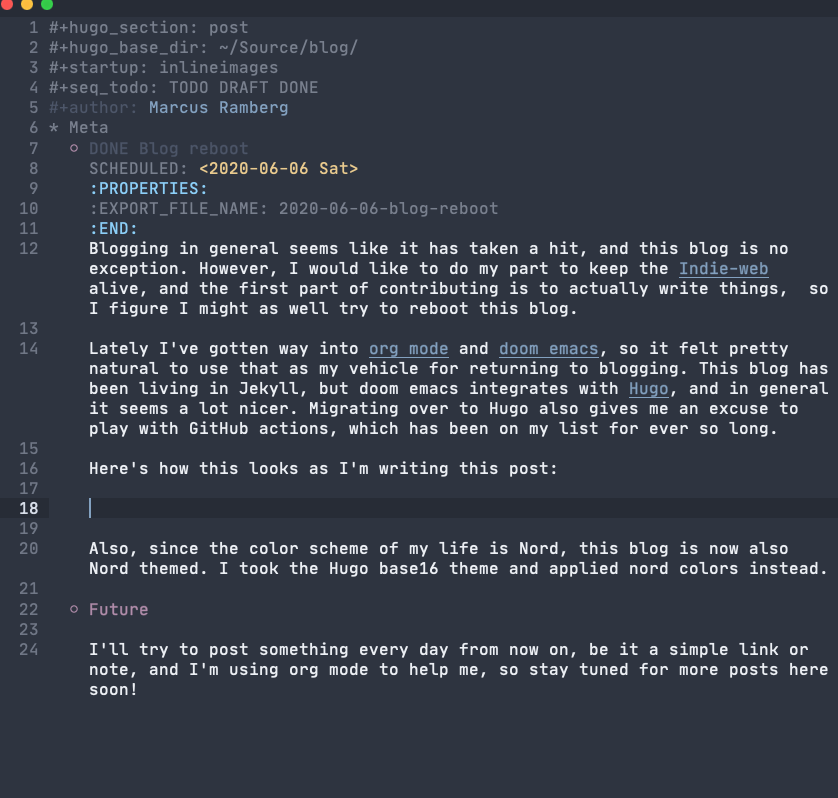 1 #+hugo_section: post
2 #+hugo_base_dir: ~/Source/blog/
3 #+startup: inlineimages
4 #+seq_todo: TODO DRAFT DONE
5 #+author: Marcus Ramberg
6 * Meta
7 ○ DONE Blog reboot
8 SCHEDULED: <2020-06-06 Sat>
9 :PROPERTIES:
10 :EXPORT_FILE_NAME: 2020-06-06-blog-reboot
11 :END:
12 Blogging in general seems like it has taken a hit, and this blog is no
exception. However, I would like to do my part to keep the Indie-web
alive, and the first part of contributing is to actually write things,  so
I figure I might as well try to reboot this blog.
13
14 Lately I've gotten way into org mode and doom emacs, so it felt pretty
natural to use that as my vehicle for returning to blogging. This blog has
been living in Jekyll, but doom emacs integrates with Hugo, and in general
it seems a lot nicer. Migrating over to Hugo also gives me an excuse to
play with GitHub actions, which has been on my list for ever so long.
15
16 Here's how this looks as I'm writing this post:
17
18
19
20 Also, since the color scheme of my life is Nord, this blog is now also
Nord themed. I took the Hugo base16 theme and applied nord colors instead.
21
22 ○ Future
23
24 I'll try to post something every day from now on, be it a simple link or
note, and I'm using org mode to help me, so stay tuned for more posts here
soon!